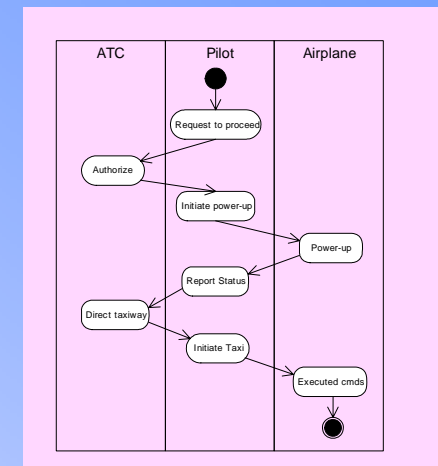 ATC Pilot Airplane
Request to proceed
Authorize
Initiate power-up
Power-up
Report Status
Direct taxiway
Initiate Taxi
Executed cmds